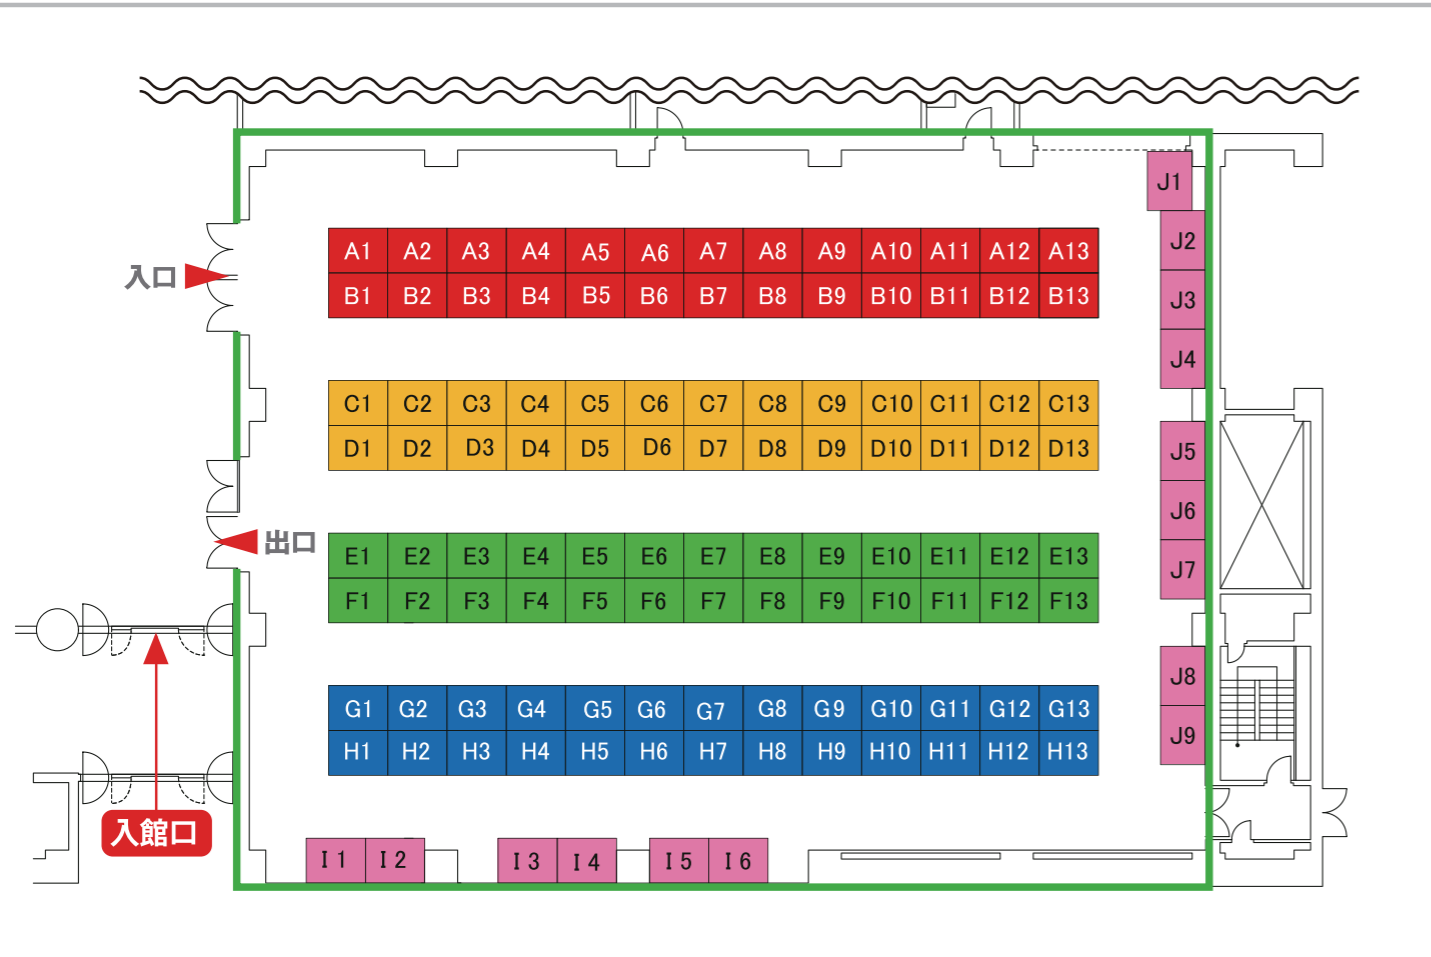 J1
J2
A1 A2 A3 A4 A5 A6 A7 A8 A9 A10 A11 A12 A13
入口
B1 B2 B3 B4 B5 B6 B7 B8 B9 B10 B11 B12 B13
J3
J4
C1 C2 C3 C4 C5 C6 C7 C8 C9 C10 C11 C12 C13
D1 D2 D3 D4 D5 D6 D7 D8 D9 D10 D11 D12 D13
J5
J6
出口
E1 E2 E3 E4 E5 E6 E7 E8 E9 E10 E11 E12 E13
J7
F1 F2 F3 F4 F5 F6 F7 F8 F9 F10 F11 F12 F13
J8
G1 G2 G3 G4 G5 G6 G7 G8 G9 G10 G11 G12 G13
J9
H1 H2 H3 H4 H5 H6 H7 H8 H9 H10 H11 H12 H13
入館口
I1 I2 I3 I4 I5 I6